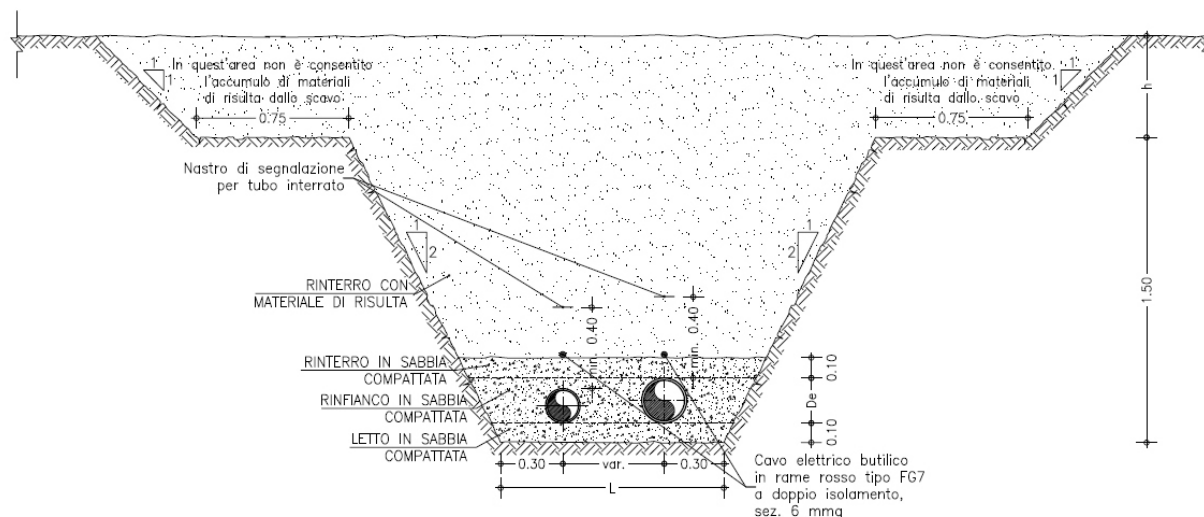 In quest'area non è consentito
l'accumulo di materiali
di risulta dallo scavo
0.75
1
1
In quest'area non è consentito
l'accumulo di materiali
di risulta dallo scavo
0.75
1
1
h
Nastro di segnalazione
per tubo interrato
1
2
1
2
RINTERRO CON
MATERIALE DI RISULTA
min. 0.40
min. 0.40
1.50
RINTERRO IN SABBIA
COMPATTATA
RINFIANCO IN SABBIA
COMPATTATA
LETTO IN SABBIA
COMPATTATA
0.10
De
0.10
0.30
var.
0.30
L
Cavo elettrico butilico
in rame rosso tipo FG7
a doppio isolamento,
sez. 6 mmq